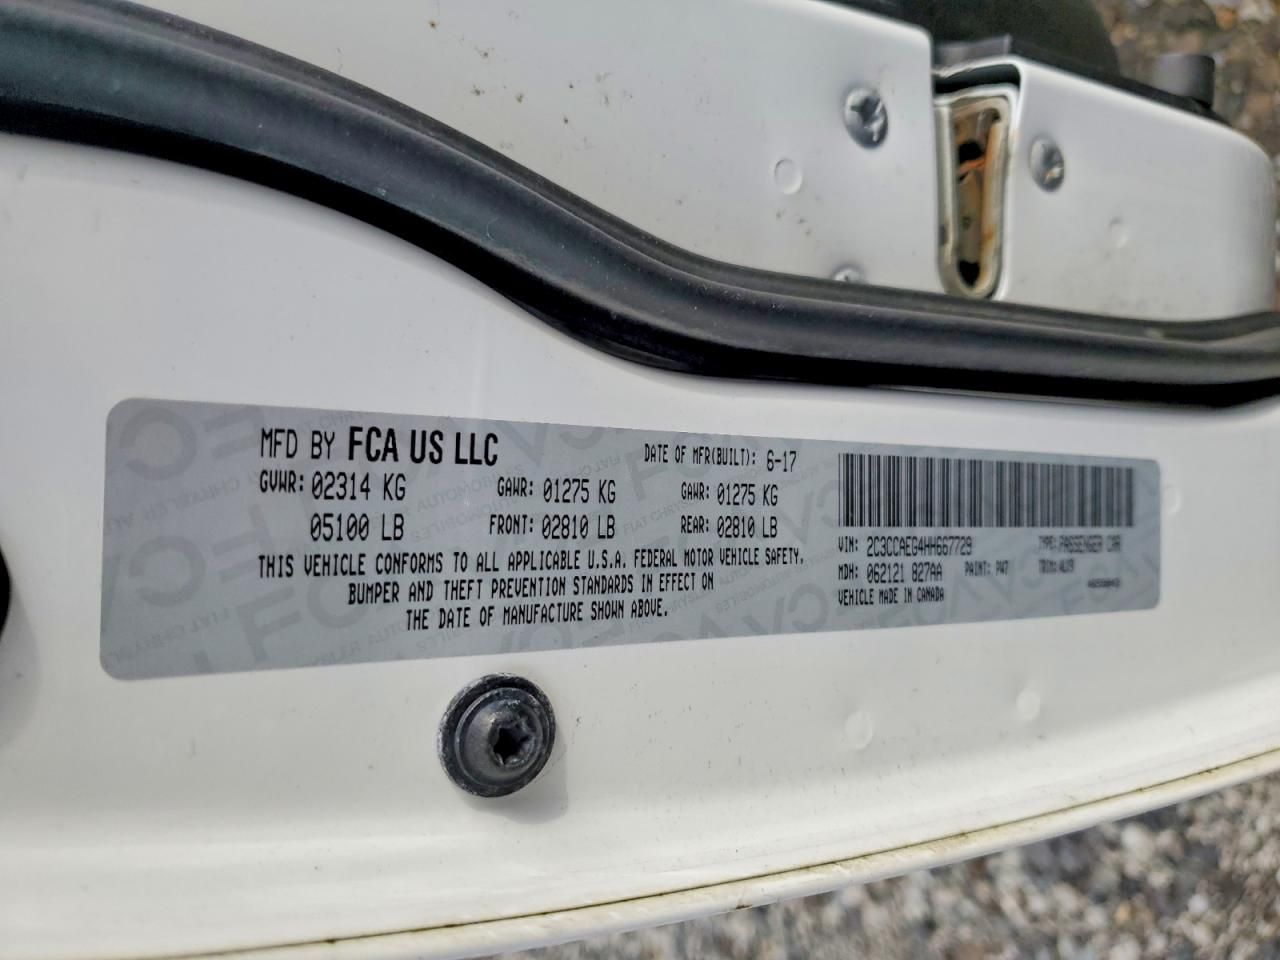 MFD BY FCA US LLC
DATE OF MFR(BUILT): 6-17
GVWR: 02314 KG GAWR: 01275 KG GAWR: 01275 KG
05100 LB FRONT: 02810 LB REAR: 02810 LB
THIS VEHICLE CONFORMS TO ALL APPLICABLE U.S.A. FEDERAL MOTOR VEHICLE SAFETY,
BUMPER AND THEFT PREVENTION STANDARDS IN EFFECT ON
THE DATE OF MANUFACTURE SHOWN ABOVE.
VIN: 2C3CCAEG4HH667729 TYPE: PASSENGER CAR
MDH: 062121 827AA PAINT: PW7 TRIM: ALX9
VEHICLE MADE IN CANADA